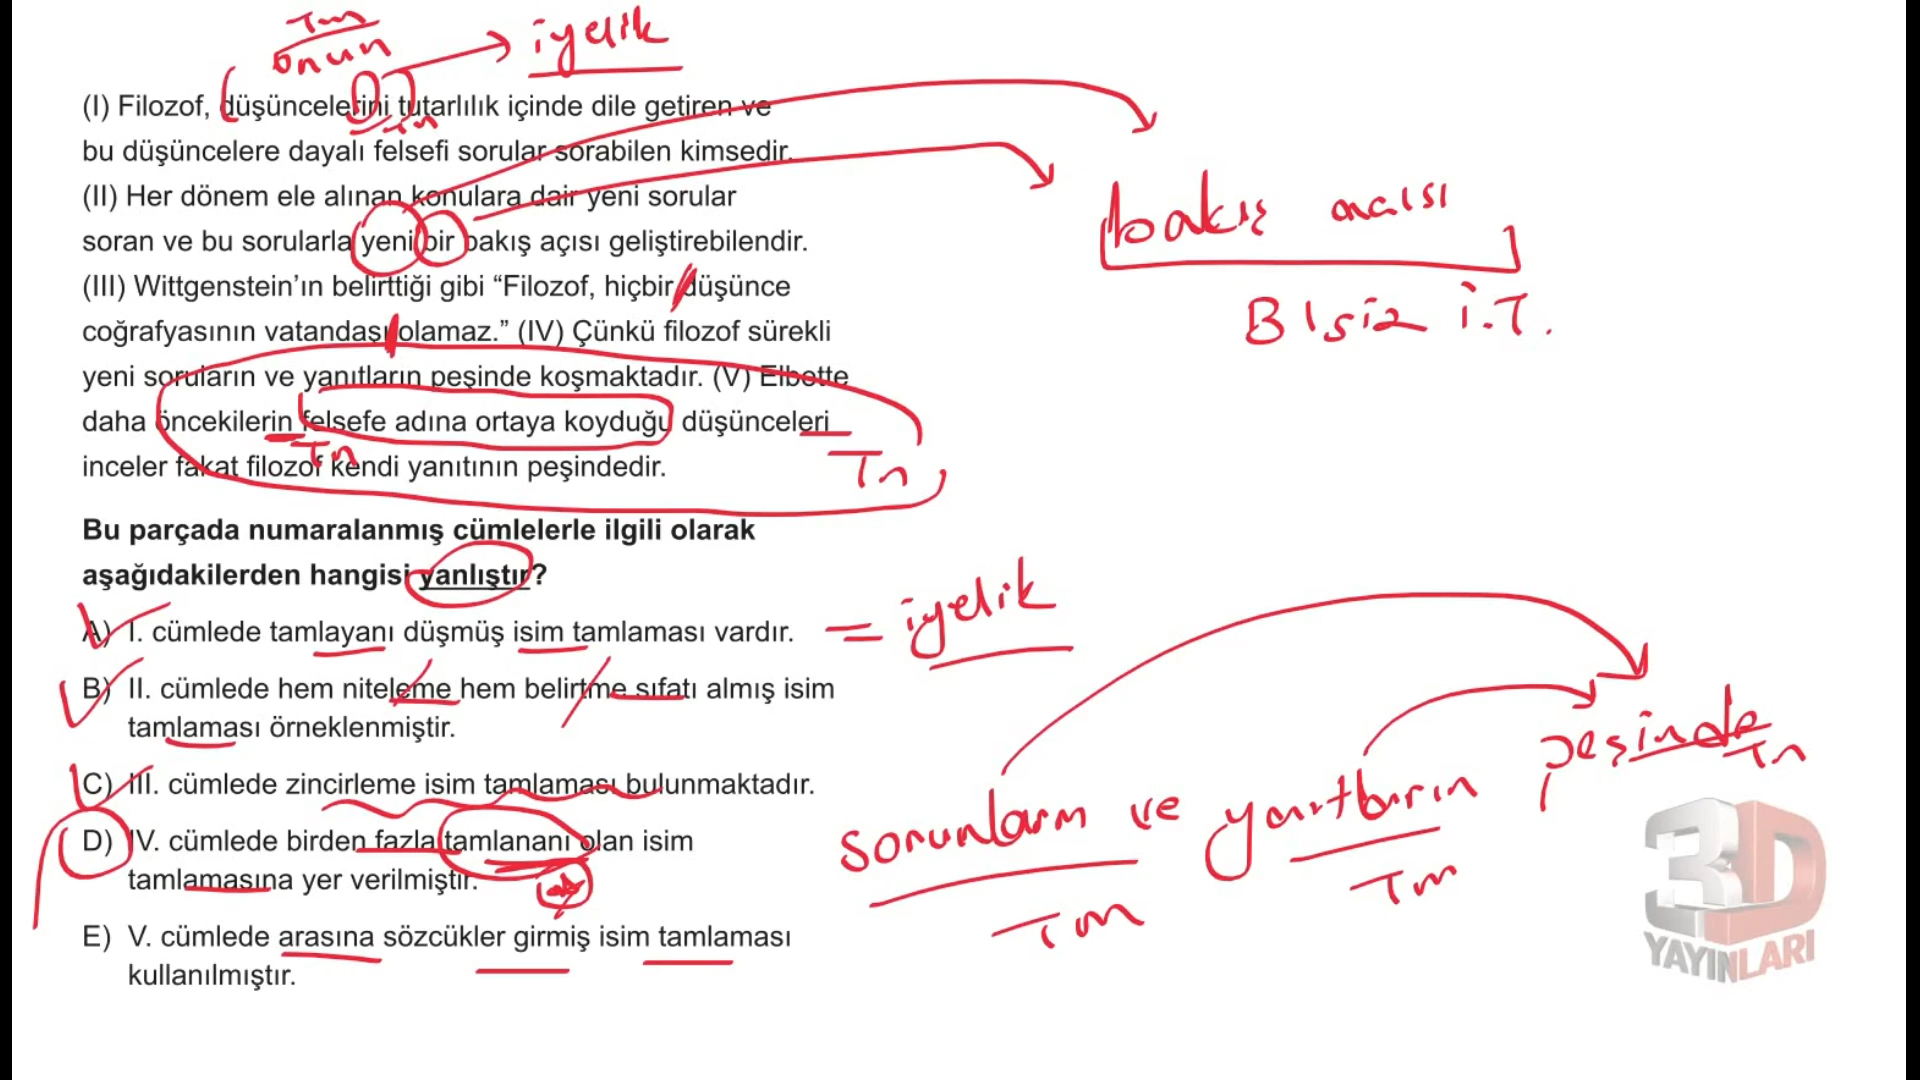 Tm
onun
iyelik
(I) Filozof, düşüncelerini tutarlılık içinde dile getiren ve
Tn
bu düşüncelere dayalı felsefi sorular sorabilen kimsedir.
(II) Her dönem ele alınan konulara dair yeni sorular
soran ve bu sorularla yeni bir bakış açısı geliştirebilendir.
bakış açısı
Blsiz i.T.
(III) Wittgenstein’ın belirttiği gibi “Filozof, hiçbir düşünce
coğrafyasının vatandaşı olamaz.” (IV) Çünkü filozof sürekli
yeni soruların ve yanıtların peşinde koşmaktadır. (V) Elbette
daha öncekilerin felsefe adına ortaya koyduğu düşünceleri
Tn
Tn
inceler fakat filozof kendi yanıtının peşindedir.
Bu parçada numaralanmış cümlelerle ilgili olarak
aşağıdakilerden hangisi yanlıştır?
A) I. cümlede tamlayanı düşmüş isim tamlaması vardır.
= iyelik
B) II. cümlede hem niteleme hem belirtme sıfatı almış isim
tamlaması örneklenmiştir.
C) III. cümlede zincirleme isim tamlaması bulunmaktadır.
D) IV. cümlede birden fazla tamlananı olan isim
tamlamasına yer verilmiştir.
E) V. cümlede arasına sözcükler girmiş isim tamlaması
kullanılmıştır.
soruların ve yanıtların peşinde
Tm
Tm
Tn
3D
YAYINLARI